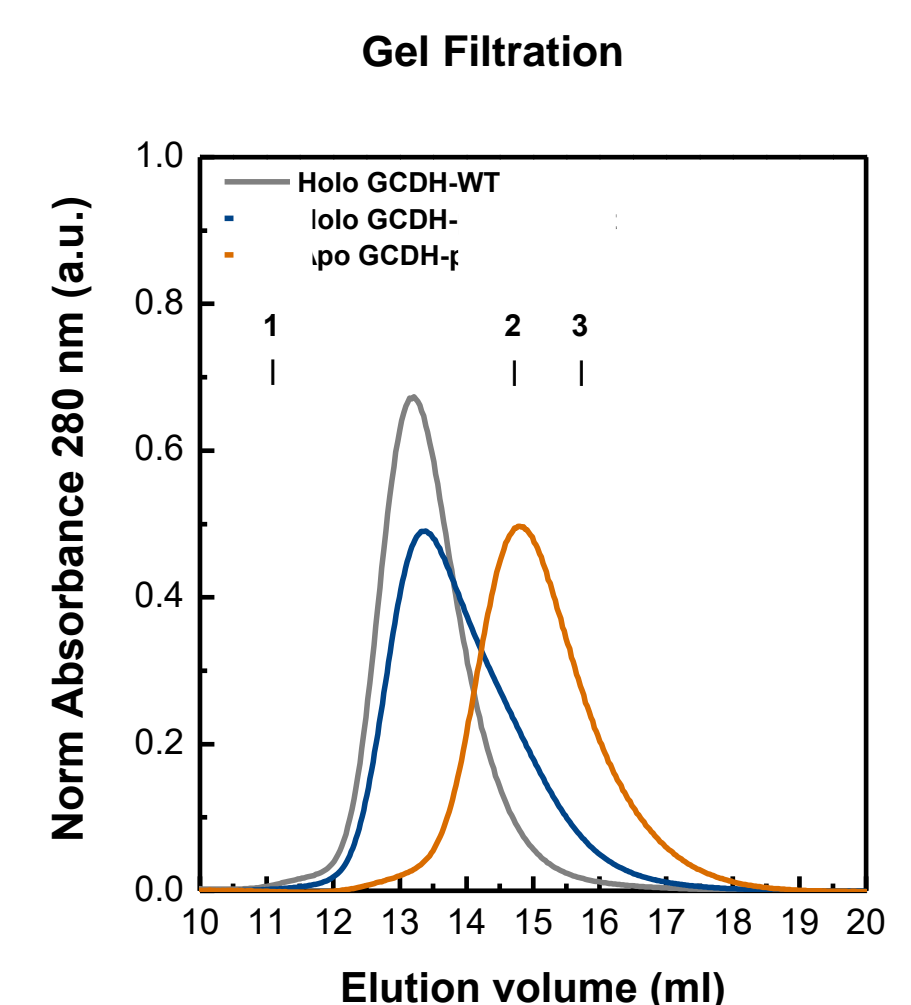 Gel Filtration
Norm Absorbance 280 nm (a.u.)
1.0
0.8
0.6
0.4
0.2
0.0
Holo GCDH-WT
GCDH-
GCDH-
1 2 3
10 11 12 13 14 15 16 17 18 19 20
Elution volume (ml)